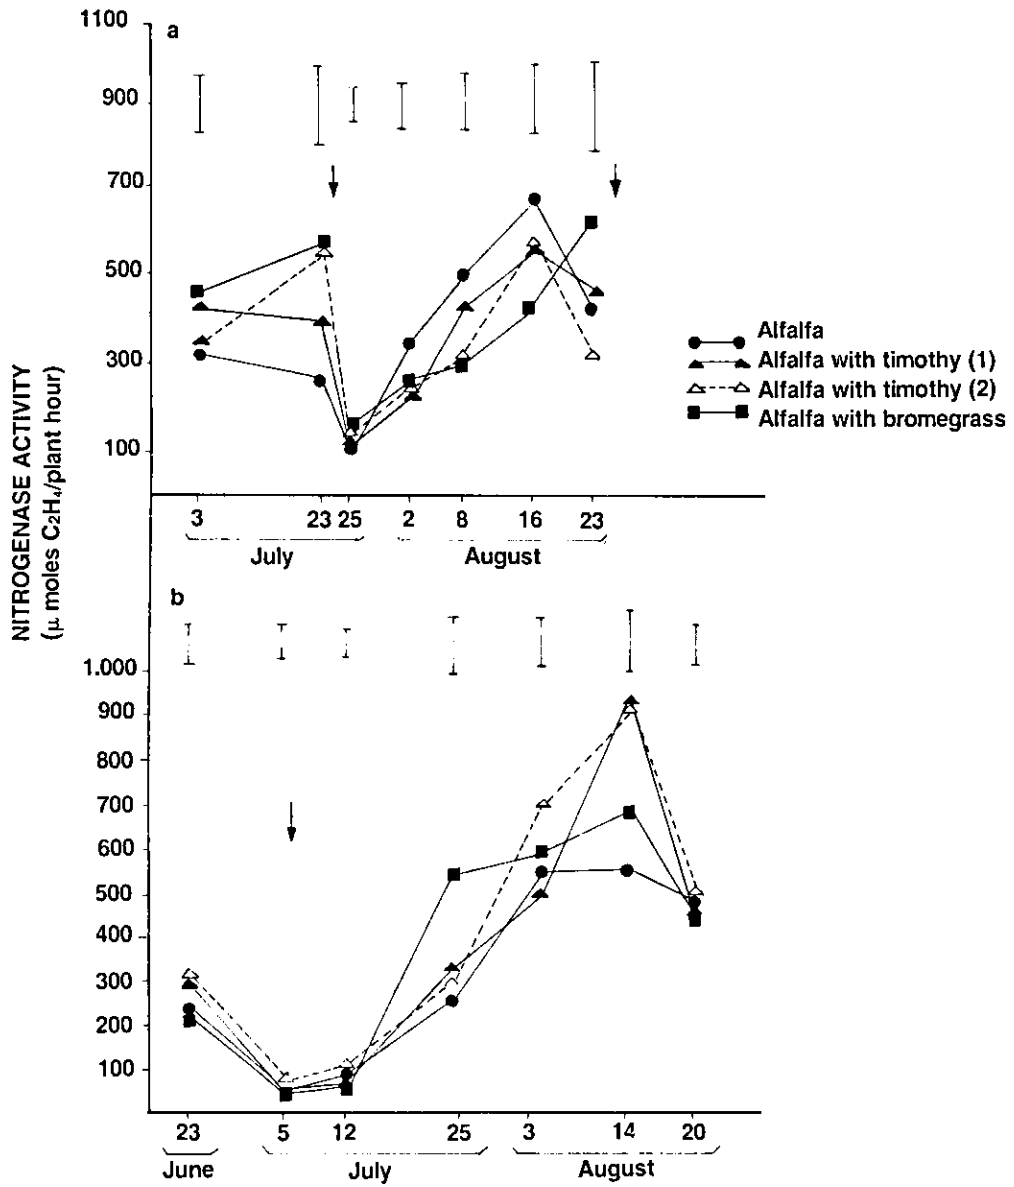 1100
a
900
700
500
300
100
3 23 25 2 8 16 23
July August
NITROGENASE ACTIVITY
(µ moles C₂H₄/plant hour)
Alfalfa
Alfalfa with timothy (1)
Alfalfa with timothy (2)
Alfalfa with bromegrass
b
1.000
900
800
700
600
500
400
300
200
100
23 5 12 25 3 14 20
June July August